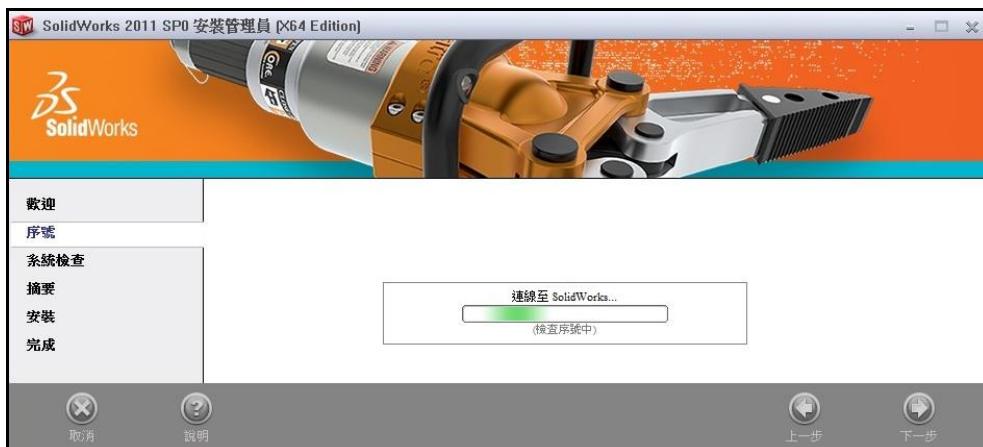 SolidWorks 2011 SP0 安裝管理員 (X64 Edition)
SolidWorks
歡迎
序號
系統檢查
摘要
安裝
完成
連線至 SolidWorks...
(檢查序號中)
取消
說明
上一步
下一步